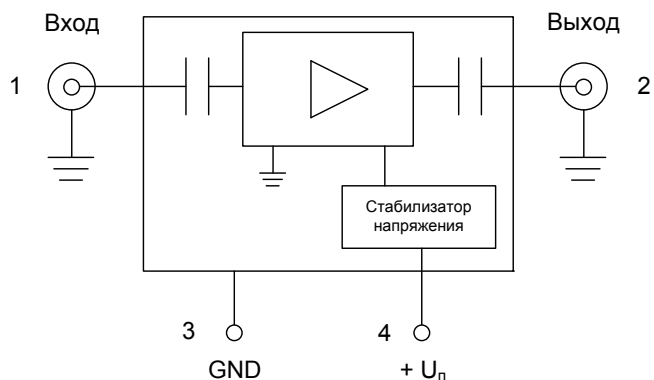 Вход
Выход
1
2
Стабилизатор
напряжения
3
4
GND
+ Uп